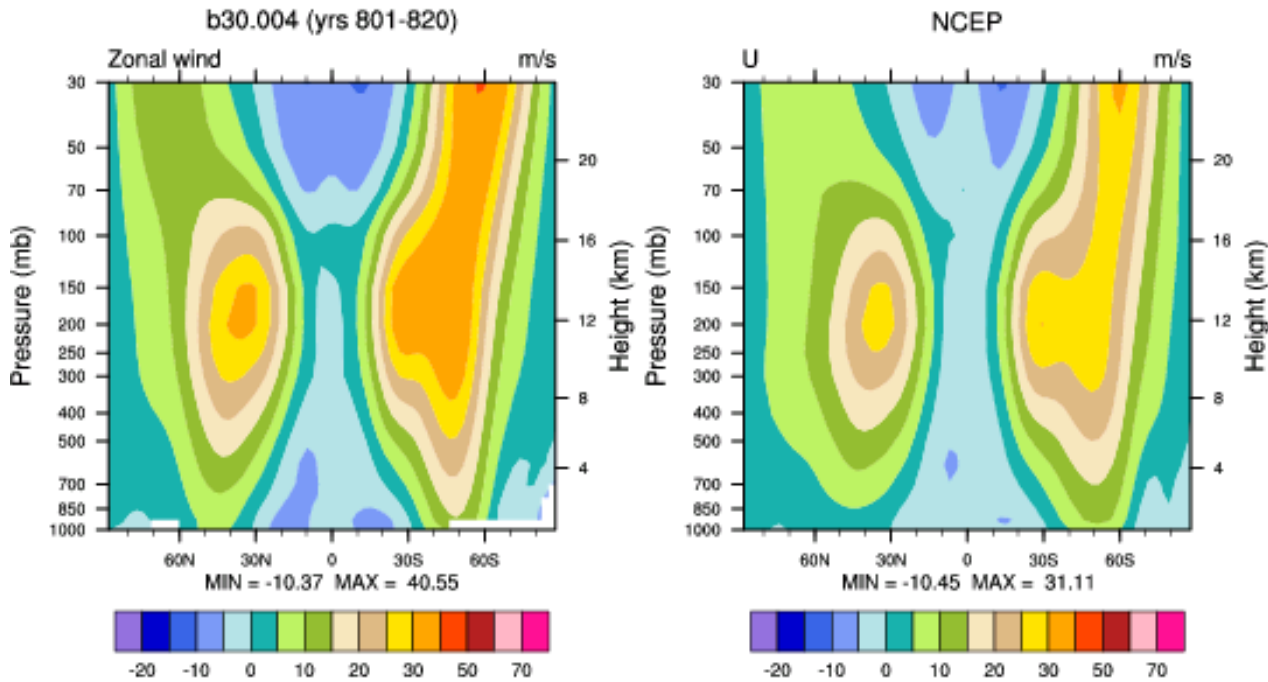 b30.004 (yrs 801-820)
Zonal wind m/s
30
50
70
100
150
200
250
300
400
500
700
850
1000
Pressure (mb)
20
16
12
8
4
Height (km)
60N 30N 0 30S 60S
MIN = -10.37 MAX = 40.55
-20 -10 0 10 20 30 50 70
NCEP
U m/s
30
50
70
100
150
200
250
300
400
500
700
850
1000
Pressure (mb)
20
16
12
8
4
Height (km)
60N 30N 0 30S 60S
MIN = -10.45 MAX = 31.11
-20 -10 0 10 20 30 50 70